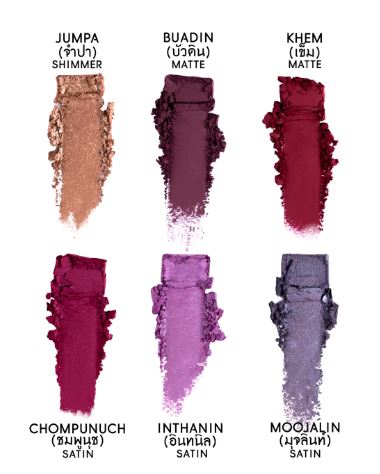 JUMPA
(จำปา)
SHIMMER
BUADIN
(บัวดิน)
MATTE
KHEM
(เข็ม)
MATTE
CHOMPUNUCH
(ชมพูนุช)
SATIN
INTHANIN
(อินทนิล)
SATIN
MOOJALIN
(มุจลินท์)
SATIN